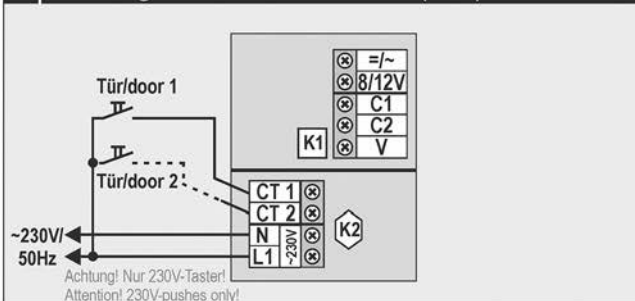 Tür/door 1
Tür/door 2
~230V/
50Hz
K1
=/~
8/12V
C1
C2
V
CT 1
CT 2
N
L1
~230V
K2
Achtung! Nur 230V-Taster!
Attention! 230V-pushes only!